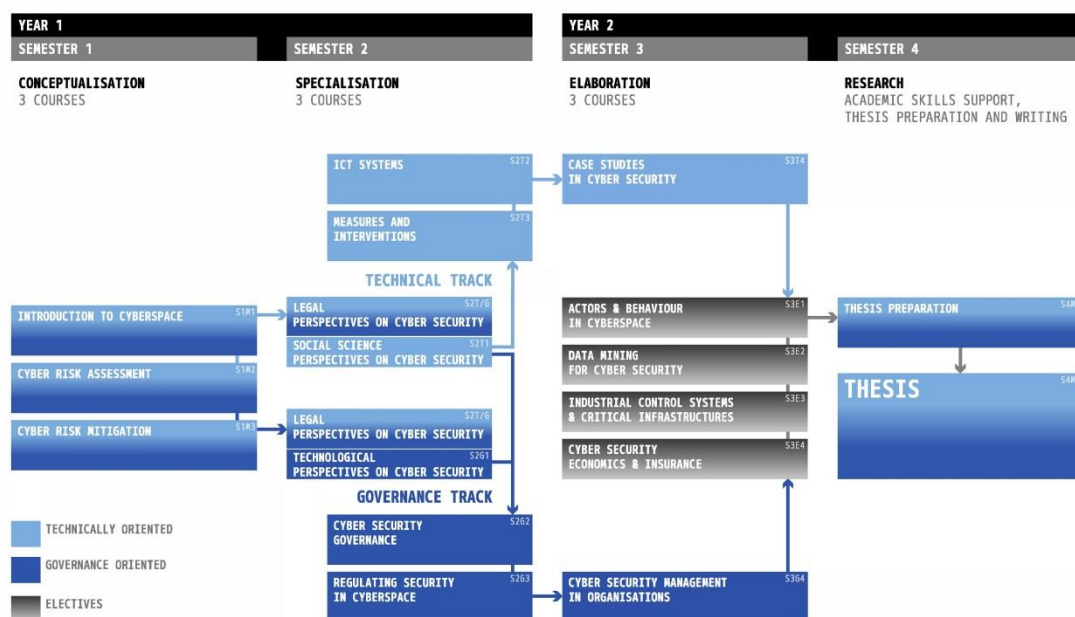 YEAR 1
YEAR 2
SEMESTER 1
SEMESTER 2
SEMESTER 3
SEMESTER 4
CONCEPTUALISATION
3 COURSES
SPECIALISATION
3 COURSES
ELABORATION
3 COURSES
RESEARCH
ACADEMIC SKILLS SUPPORT,
THESIS PREPARATION AND WRITING
ICT SYSTEMS
S2T2
CASE STUDIES
IN CYBER SECURITY
S3T4
MEASURES AND
INTERVENTIONS
S2T3
TECHNICAL TRACK
INTRODUCTION TO CYBERSPACE
S1M1
LEGAL
PERSPECTIVES ON CYBER SECURITY
S2T/G
SOCIAL SCIENCE
PERSPECTIVES ON CYBER SECURITY
S2T1
ACTORS & BEHAVIOUR
IN CYBERSPACE
S3E1
THESIS PREPARATION
S4M
CYBER RISK ASSESSMENT
S1M2
DATA MINING
FOR CYBER SECURITY
S3E2
THESIS
S4M
INDUSTRIAL CONTROL SYSTEMS
& CRITICAL INFRASTRUCTURES
S3E3
CYBER RISK MITIGATION
S1M3
LEGAL
PERSPECTIVES ON CYBER SECURITY
S2T/G
TECHNOLOGICAL
PERSPECTIVES ON CYBER SECURITY
S2G1
CYBER SECURITY
ECONOMICS & INSURANCE
S3E4
GOVERNANCE TRACK
CYBER SECURITY
GOVERNANCE
S2G2
REGULATING SECURITY
IN CYBERSPACE
S2G3
CYBER SECURITY MANAGEMENT
IN ORGANISATIONS
S3G4
TECHNICALLY ORIENTED
GOVERNANCE ORIENTED
ELECTIVES